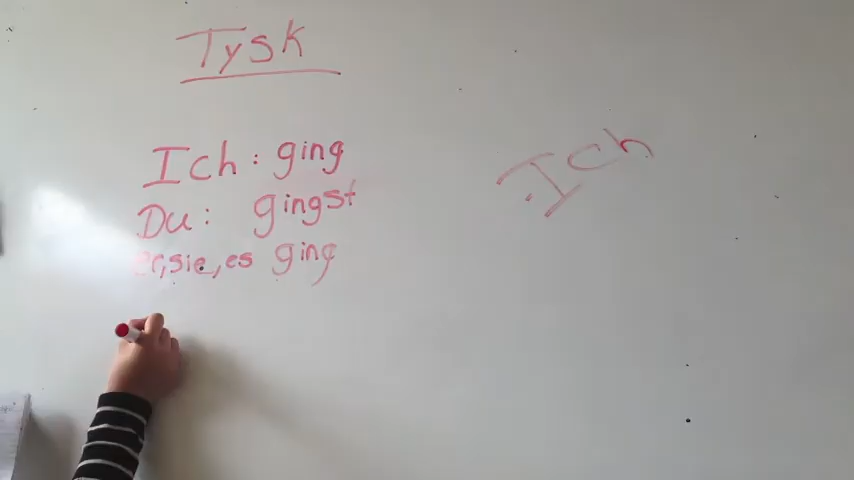 Tysk
Ich: ging
Du: gingst
er,sie,es ging
Ich